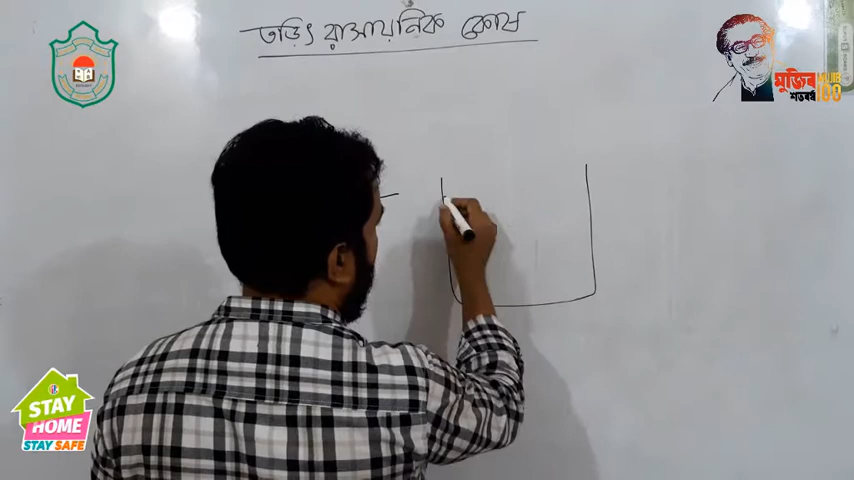 তড়িৎ রাসায়নিক কোষ
মুজিব MUJIB
শতবর্ষ 100
STAY
HOME
STAY SAFE